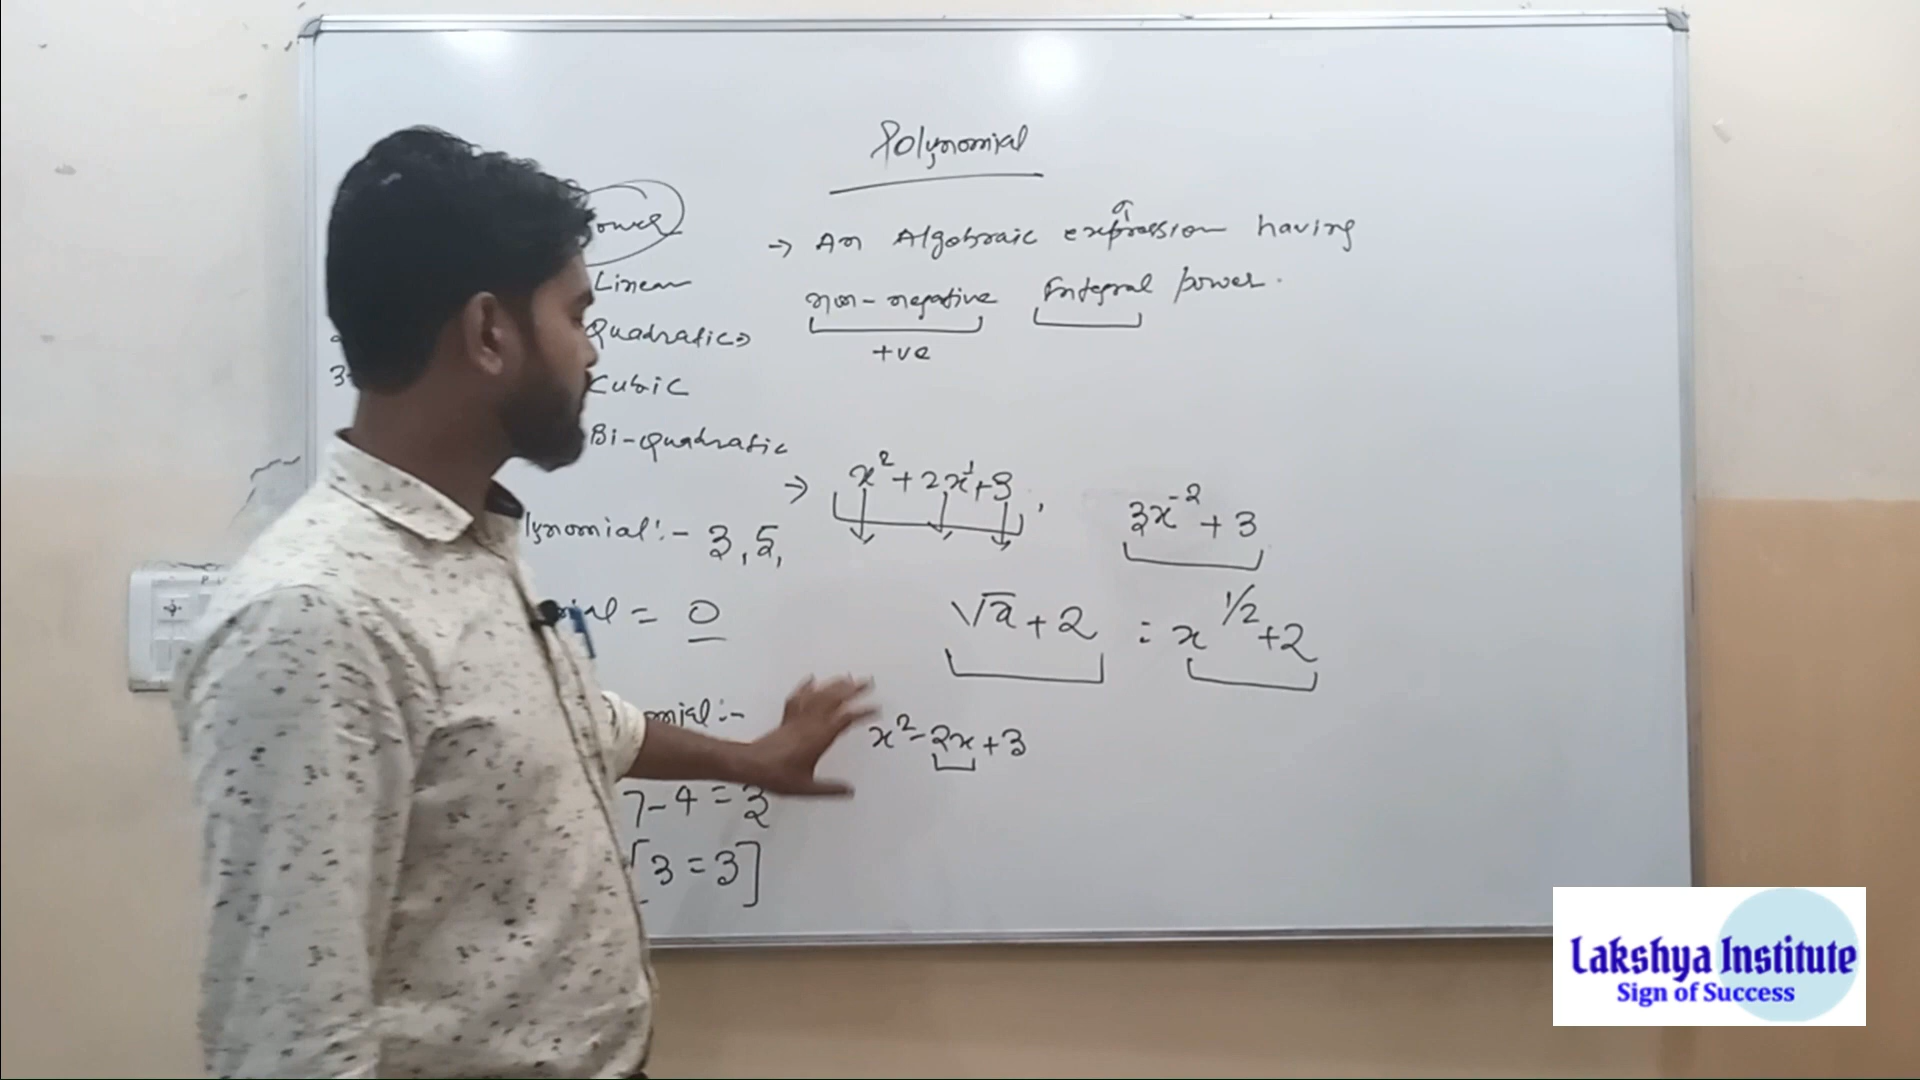 Polynomial
→ An Algebraic expression having
non-negative Integral power.
+ve
Linear
Quadratic
Cubic
Bi-Quadratic
→ x² + 2x¹ + 3, 3x⁻² + 3
:- 3, 5,
= 0
√x + 2 = x^1/2 + 2
:-
x² - 2x + 3
7 - 4 = 3
[3 = 3]
Lakshya Institute
Sign of Success